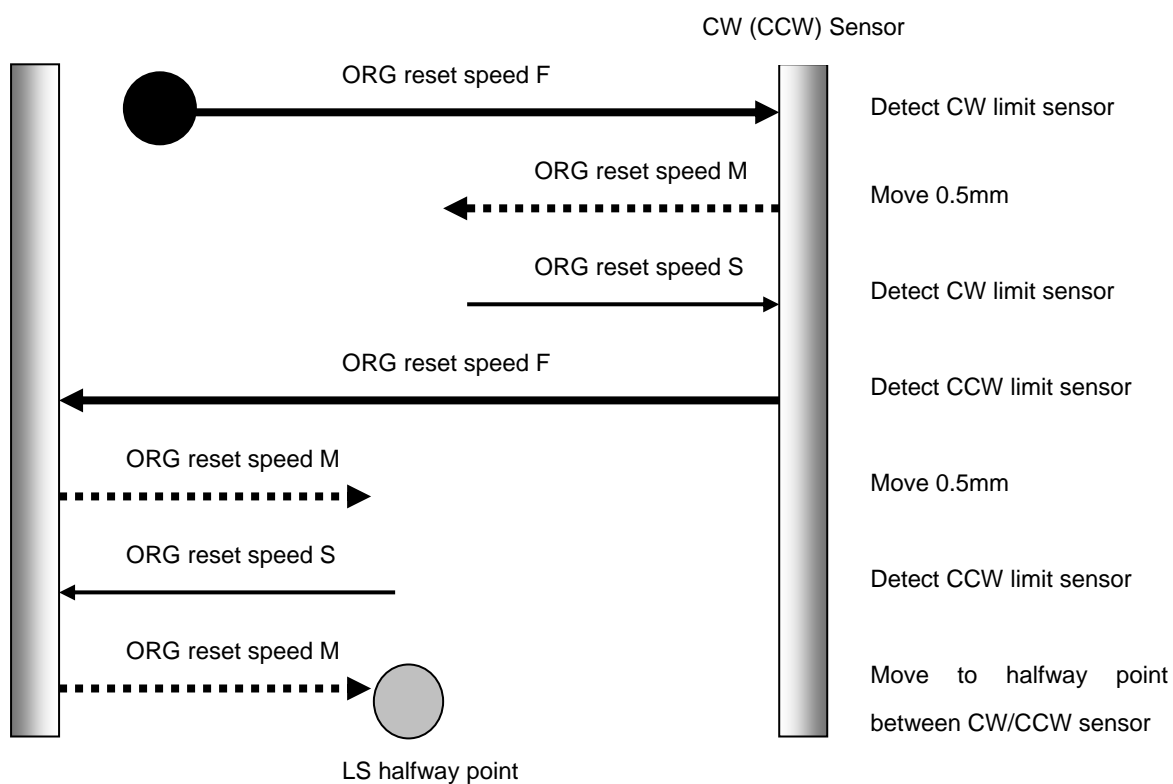 CW (CCW) Sensor
ORG reset speed F
Detect CW limit sensor
ORG reset speed M
Move 0.5mm
ORG reset speed S
Detect CW limit sensor
ORG reset speed F
Detect CCW limit sensor
ORG reset speed M
Move 0.5mm
ORG reset speed S
Detect CCW limit sensor
ORG reset speed M
Move to halfway point
between CW/CCW sensor
LS halfway point